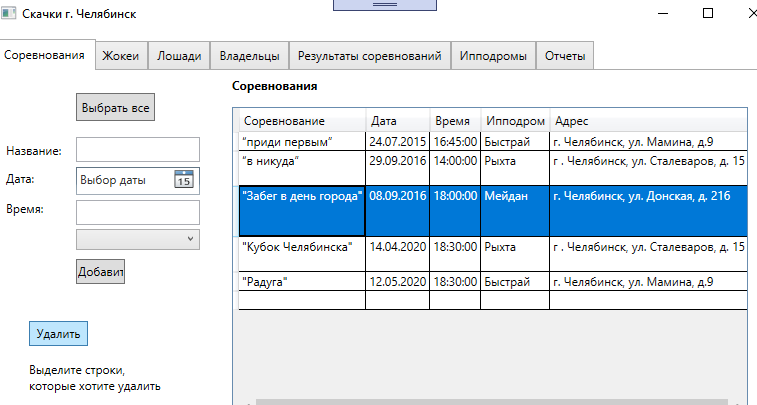 Скачки г. Челябинск
Соревнования Жокеи Лошади Владельцы Результаты соревнований Ипподромы Отчеты
Выбрать все
Название:
Дата: Выбор даты 15
Время:
Добавит
Удалить
Выделите строки,
которые хотите удалить
Соревнования
Соревнование Дата Время Ипподром Адрес
"приди первым" 24.07.2015 16:45:00 Быстрай г. Челябинск, ул. Мамина, д.9
"в никуда" 29.09.2016 14:00:00 Рыхта г . Челябинск, ул. Сталеваров, д. 15
"Забег в день города" 08.09.2016 18:00:00 Мейдан г. Челябинск, ул. Донская, д. 216
"Кубок Челябинска" 14.04.2020 18:30:00 Рыхта г . Челябинск, ул. Сталеваров, д. 15
"Радуга" 12.05.2020 18:30:00 Быстрай г. Челябинск, ул. Мамина, д.9